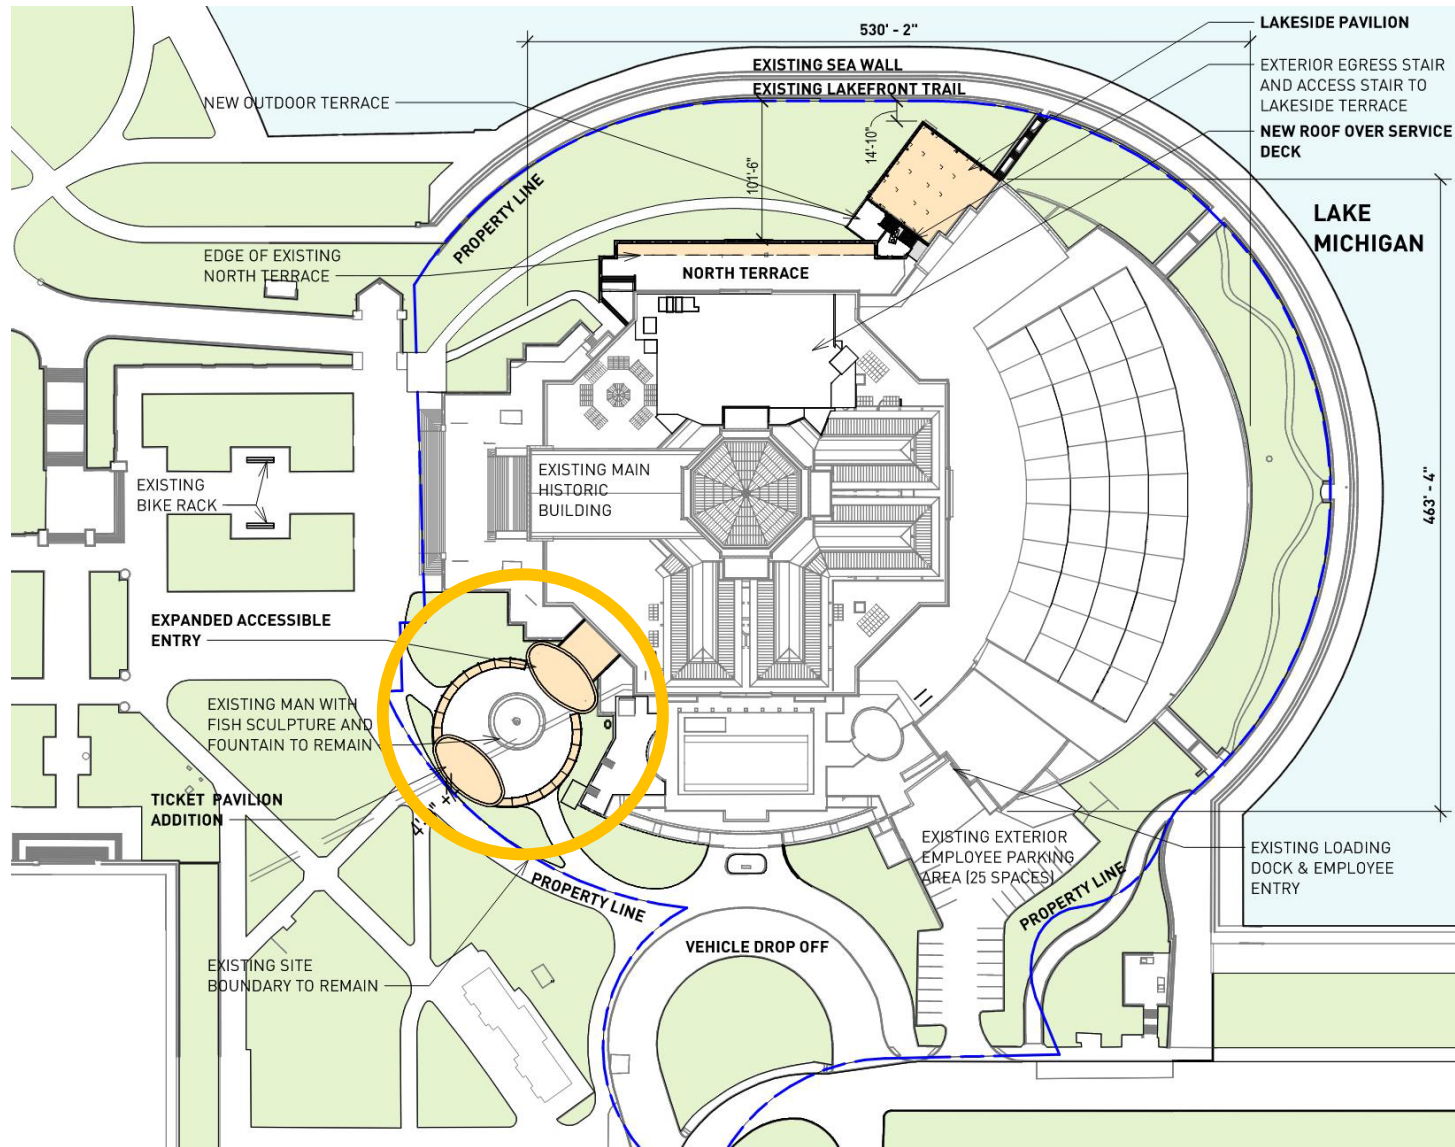 530' - 2"
LAKESIDE PAVILION
EXISTING SEA WALL
EXTERIOR EGRESS STAIR
AND ACCESS STAIR TO
LAKESIDE TERRACE
EXISTING LAKEFRONT TRAIL
NEW OUTDOOR TERRACE
NEW ROOF OVER SERVICE
DECK
14'-10"
101'-6"
PROPERTY LINE
LAKE
MICHIGAN
EDGE OF EXISTING
NORTH TERRACE
NORTH TERRACE
EXISTING MAIN
HISTORIC
BUILDING
EXISTING
BIKE RACK
463' - 4"
EXPANDED ACCESSIBLE
ENTRY
EXISTING MAN WITH
FISH SCULPTURE AND
FOUNTAIN TO REMAIN
TICKET PAVILION
ADDITION
EXISTING EXTERIOR
EMPLOYEE PARKING
AREA (25 SPACES)
EXISTING LOADING
DOCK & EMPLOYEE
ENTRY
PROPERTY LINE
PROPERTY LINE
VEHICLE DROP OFF
EXISTING SITE
BOUNDARY TO REMAIN